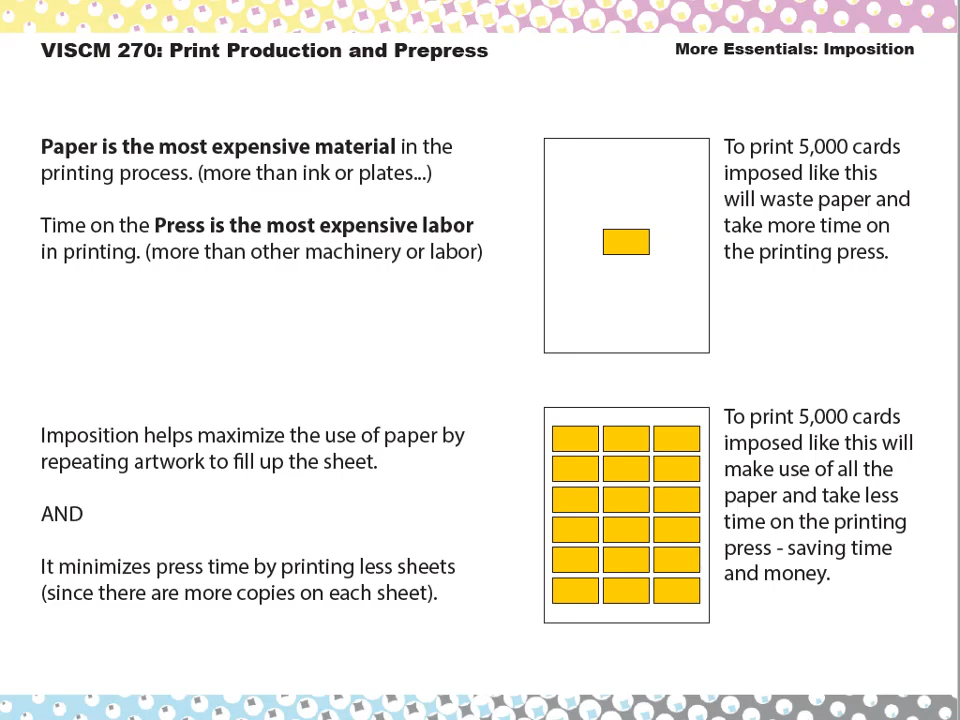 VISCM 270: Print Production and Prepress
More Essentials: Imposition
Paper is the most expensive material in the
printing process. (more than ink or plates...)
Time on the Press is the most expensive labor
in printing. (more than other machinery or labor)
To print 5,000 cards
imposed like this
will waste paper and
take more time on
the printing press.
Imposition helps maximize the use of paper by
repeating artwork to fill up the sheet.
AND
It minimizes press time by printing less sheets
(since there are more copies on each sheet).
To print 5,000 cards
imposed like this will
make use of all the
paper and take less
time on the printing
press - saving time
and money.